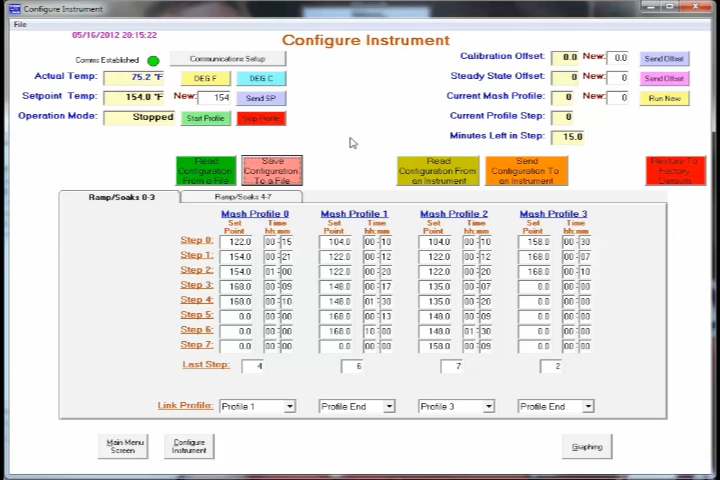 Configure Instrument
File
05/16/2012 20:15:22
Configure Instrument
Comms Established Communications Setup
Actual Temp: 75.2 °F DEG F DEG C
Setpoint Temp: 154.0 °F New: 154 Send SP
Operation Mode: Stopped Start Profile Stop Profile
Calibration Offset: 0.0 New: 0.0 Send Offset
Steady State Offset: 0 New: 0 Send Offset
Current Mash Profile: 0 New: 0 Run New
Current Profile Step: 0
Minutes Left in Step: 15.0
Read Configuration From a File
Save Configuration To a File
Read Configuration From an Instrument
Send Configuration To an Instrument
Restore To Factory Defaults
Ramp/Soaks 0-3 Ramp/Soaks 4-7
Mash Profile 0 Mash Profile 1 Mash Profile 2 Mash Profile 3
Set Point Time hh:mm Set Point Time hh:mm Set Point Time hh:mm Set Point Time hh:mm
Step 0: 122.0 00:15 104.0 00:10 104.0 00:10 158.0 00:30
Step 1: 154.0 00:21 122.0 00:12 122.0 00:12 168.0 00:07
Step 2: 154.0 01:00 122.0 00:20 122.0 00:20 168.0 00:10
Step 3: 168.0 00:09 148.0 00:17 135.0 00:07 0.0 00:00
Step 4: 168.0 00:10 148.0 01:30 135.0 00:20 0.0 00:00
Step 5: 0.0 00:00 168.0 00:13 148.0 00:09 0.0 00:00
Step 6: 0.0 00:00 168.0 10:00 148.0 01:30 0.0 00:00
Step 7: 0.0 00:00 0.0 00:00 158.0 00:09 0.0 00:00
Last Step: 4 6 7 2
Link Profile: Profile 1 Profile End Profile 3 Profile End
Main Menu Screen
Configure Instrument
Graphing